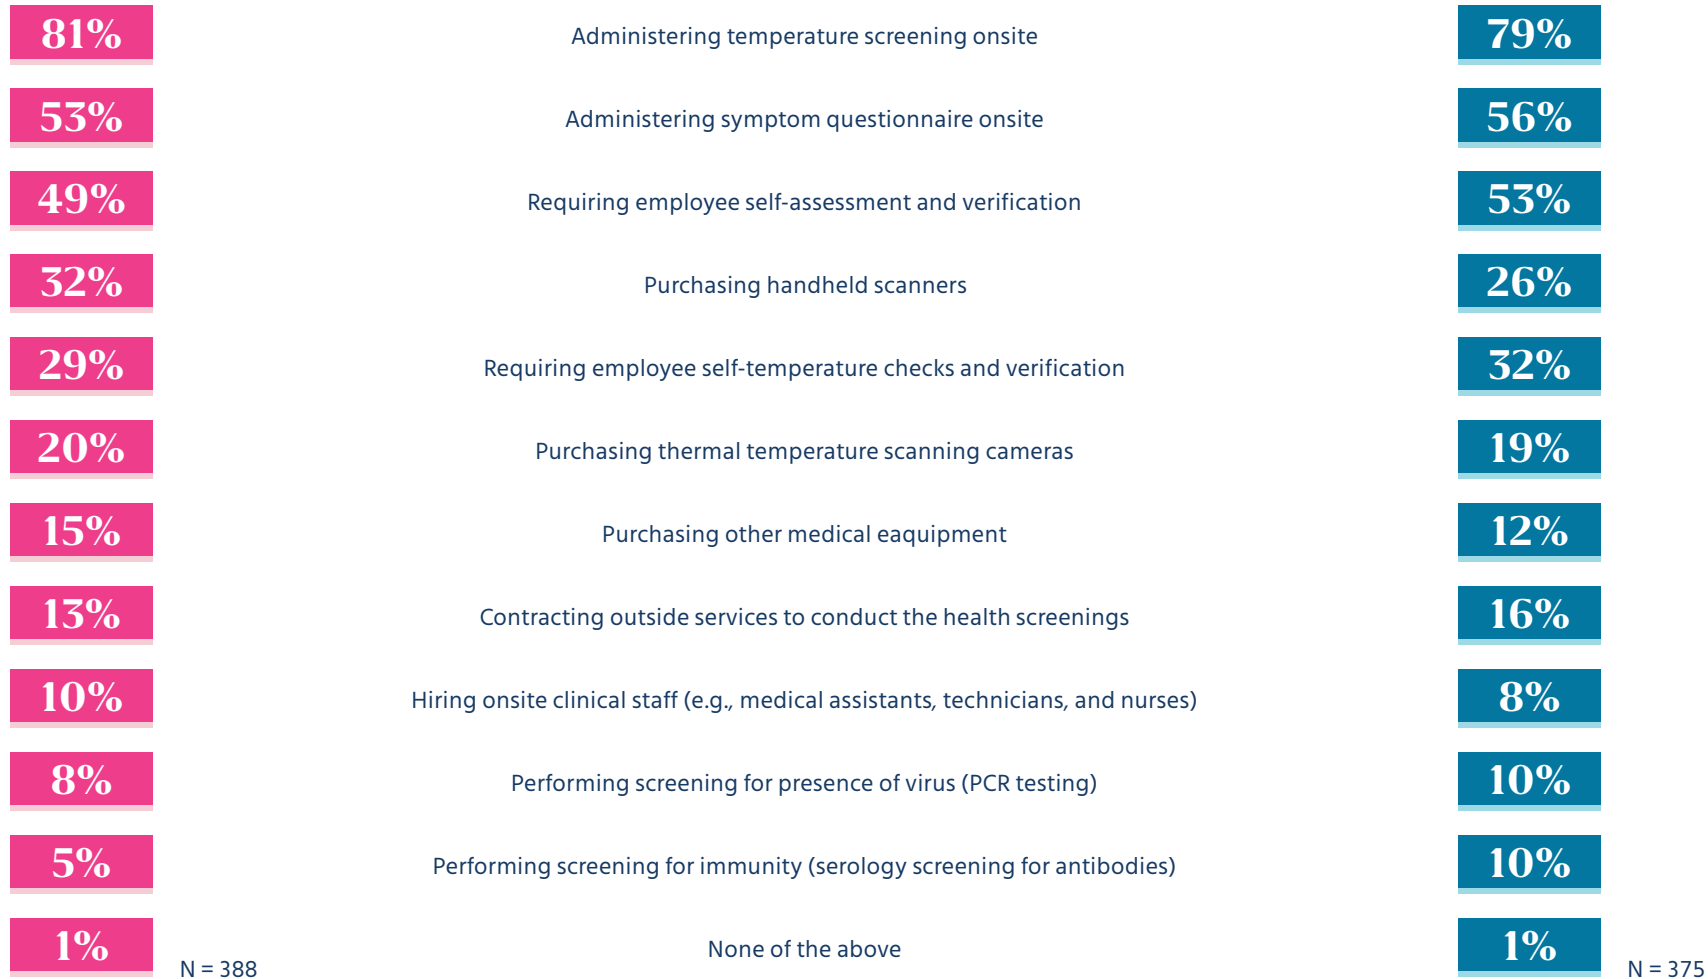 81% Administering temperature screening onsite 79%
53% Administering symptom questionnaire onsite 56%
49% Requiring employee self-assessment and verification 53%
32% Purchasing handheld scanners 26%
29% Requiring employee self-temperature checks and verification 32%
20% Purchasing thermal temperature scanning cameras 19%
15% Purchasing other medical eaquipment 12%
13% Contracting outside services to conduct the health screenings 16%
10% Hiring onsite clinical staff (e.g., medical assistants, technicians, and nurses) 8%
8% Performing screening for presence of virus (PCR testing) 10%
5% Performing screening for immunity (serology screening for antibodies) 10%
1% None of the above 1%
N = 388 N = 375